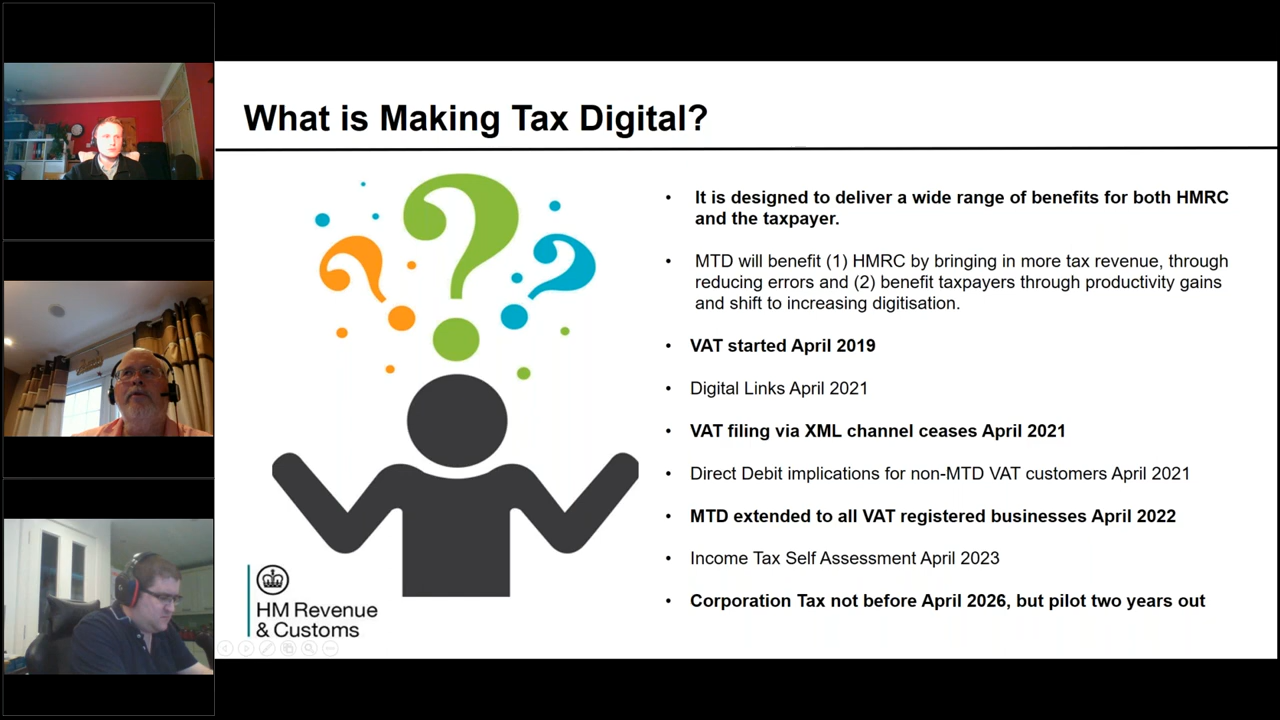 What is Making Tax Digital?
• It is designed to deliver a wide range of benefits for both HMRC
and the taxpayer.
• MTD will benefit (1) HMRC by bringing in more tax revenue, through
reducing errors and (2) benefit taxpayers through productivity gains
and shift to increasing digitisation.
• VAT started April 2019
• Digital Links April 2021
• VAT filing via XML channel ceases April 2021
• Direct Debit implications for non-MTD VAT customers April 2021
• MTD extended to all VAT registered businesses April 2022
• Income Tax Self Assessment April 2023
• Corporation Tax not before April 2026, but pilot two years out
HM Revenue
& Customs